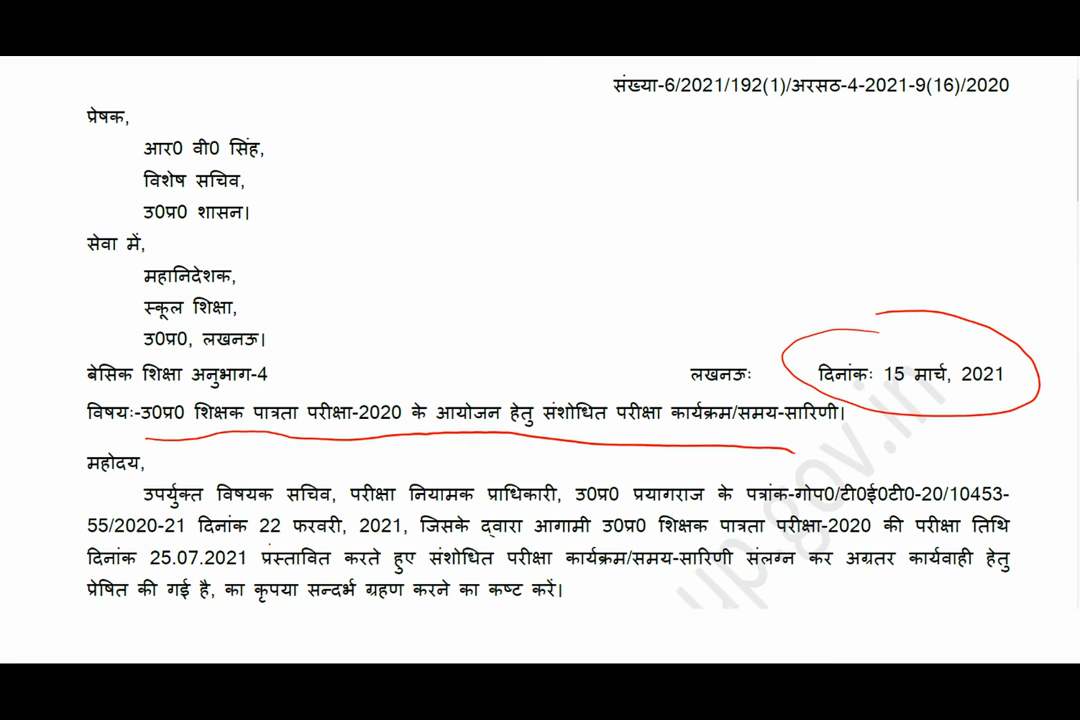 संख्या-6/2021/192(1)/अरसठ-4-2021-9(16)/2020
प्रेषक,
आर0 वी0 सिंह,
विशेष सचिव,
उ0प्र0 शासन।
सेवा में,
महानिदेशक,
स्कूल शिक्षा,
उ0प्र0, लखनऊ।
बेसिक शिक्षा अनुभाग-4 लखनऊः दिनांकः 15 मार्च, 2021
विषयः-उ0प्र0 शिक्षक पात्रता परीक्षा-2020 के आयोजन हेतु संशोधित परीक्षा कार्यक्रम/समय-सारिणी।
महोदय,
उपर्युक्त विषयक सचिव, परीक्षा नियामक प्राधिकारी, उ0प्र0 प्रयागराज के पत्रांक-गोप0/टी0ई0टी0-20/10453-
55/2020-21 दिनांक 22 फरवरी, 2021, जिसके द्वारा आगामी उ0प्र0 शिक्षक पात्रता परीक्षा-2020 की परीक्षा तिथि
दिनांक 25.07.2021 प्रस्तावित करते हुए संशोधित परीक्षा कार्यक्रम/समय-सारिणी संलग्न कर अग्रतर कार्यवाही हेतु
प्रेषित की गई है, का कृपया सन्दर्भ ग्रहण करने का कष्ट करें।
up.gov.in